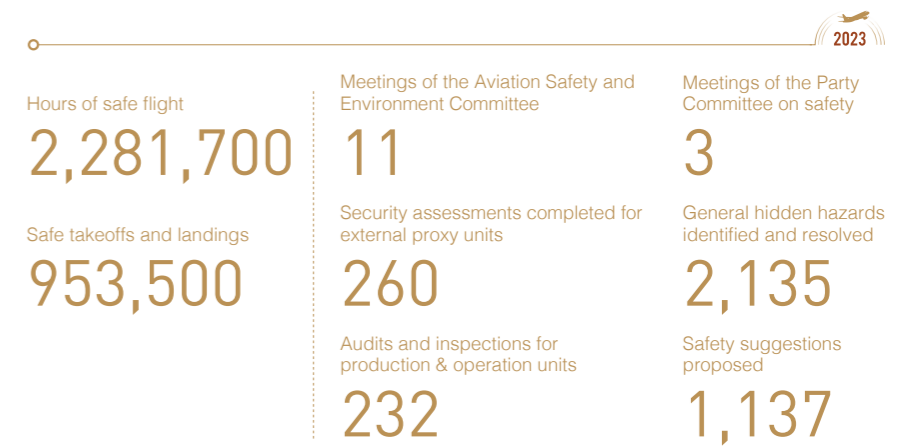 2023
Hours of safe flight
2,281,700
Safe takeoffs and landings
953,500
Meetings of the Aviation Safety and
Environment Committee
11
Security assessments completed for
external proxy units
260
Audits and inspections for
production & operation units
232
Meetings of the Party
Committee on safety
3
General hidden hazards
identified and resolved
2,135
Safety suggestions
proposed
1,137